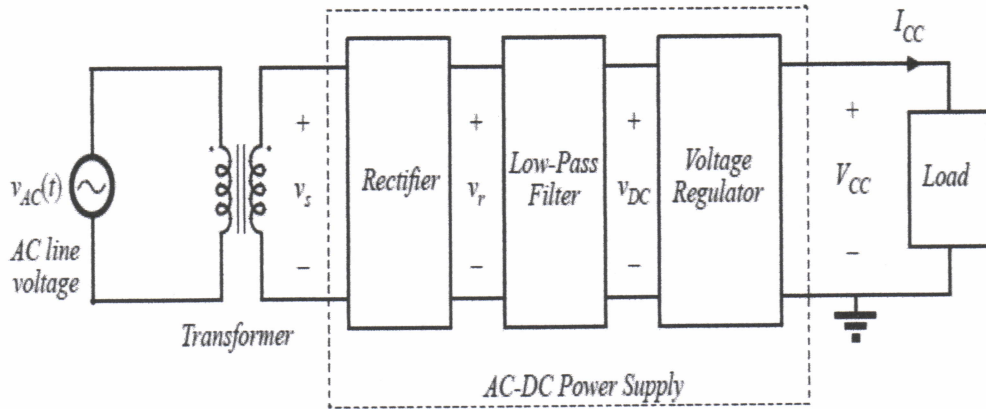 I_CC
+
+
+
+
v_AC(t)
v_s
Rectifier
v_r
Low-Pass
Filter
v_DC
Voltage
Regulator
V_CC
Load
AC line
voltage
−
−
−
−
Transformer
AC-DC Power Supply